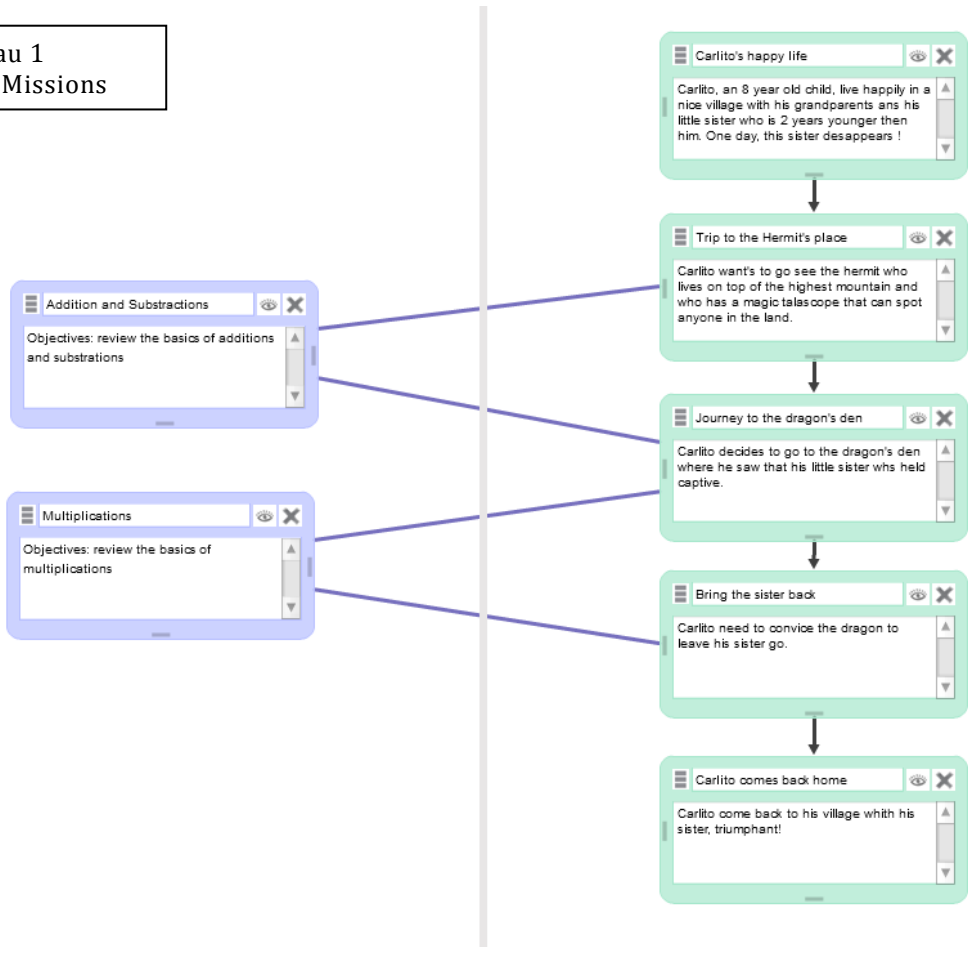 au 1
Missions
Addition and Substractions
Objectives: review the basics of additions
and substrations
Multiplications
Objectives: review the basics of
multiplications
Carlito's happy life
Carlito, an 8 year old child, live happily in a
nice village with his grandparents ans his
little sister who is 2 years younger then
him. One day, this sister desappears !
Trip to the Hermit's place
Carlito want's to go see the hermit who
lives on top of the highest mountain and
who has a magic talascope that can spot
anyone in the land.
Journey to the dragon's den
Carlito decides to go to the dragon's den
where he saw that his little sister whs held
captive.
Bring the sister back
Carlito need to convice the dragon to
leave his sister go.
Carlito comes back home
Carlito come back to his village whith his
sister, triumphant!